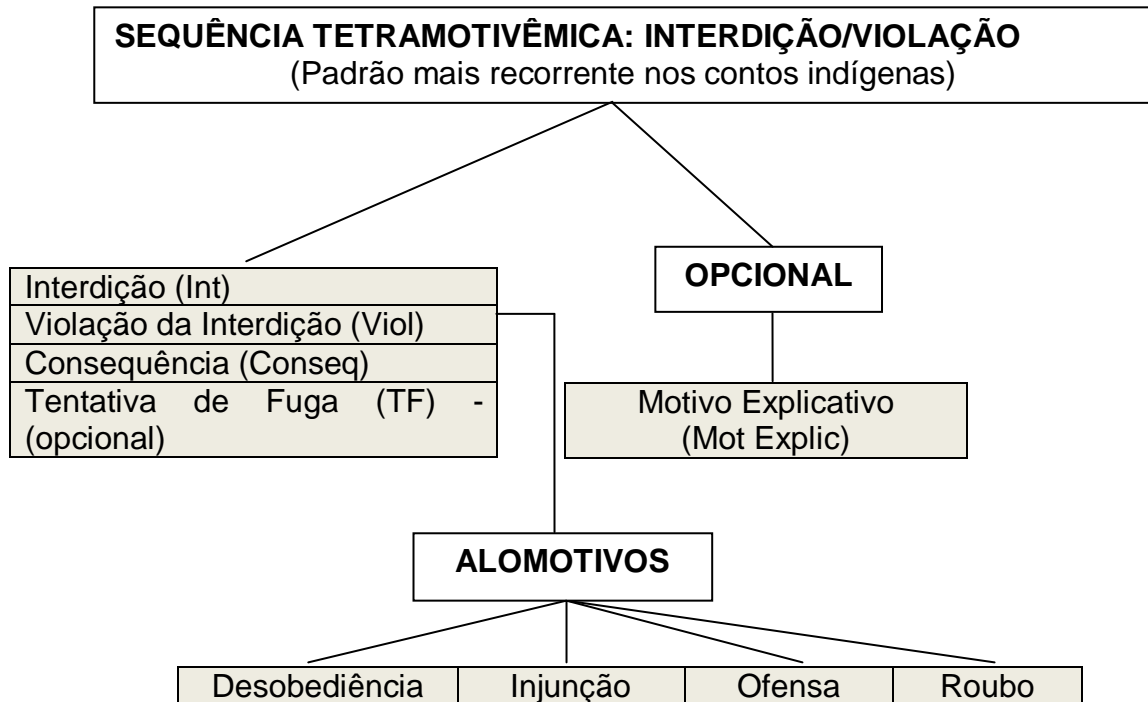 SEQUÊNCIA TETRAMOTIVÊMICA: INTERDIÇÃO/VIOLAÇÃO
(Padrão mais recorrente nos contos indígenas)
Interdição (Int)
Violação da Interdição (Viol)
Consequência (Conseq)
Tentativa de Fuga (TF) -
(opcional)
OPCIONAL
Motivo Explicativo
(Mot Explic)
ALOMOTIVOS
Desobediência Injunção Ofensa Roubo